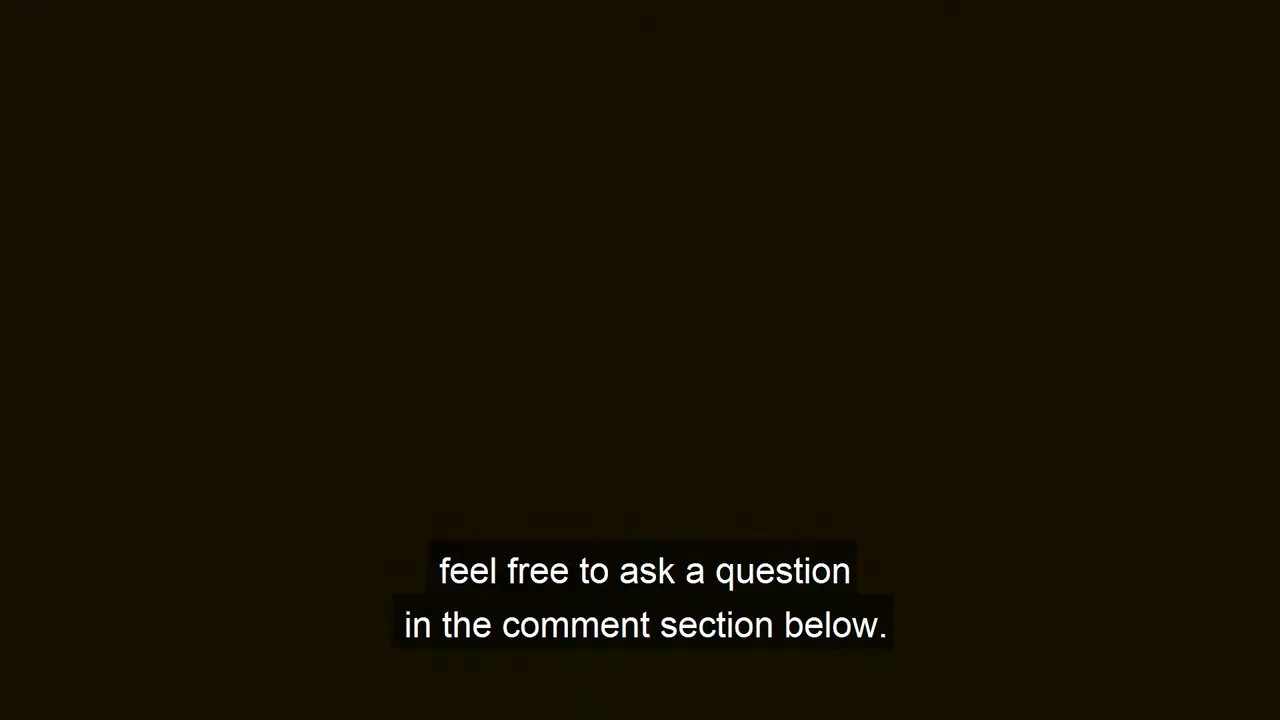 feel free to ask a question
in the comment section below.